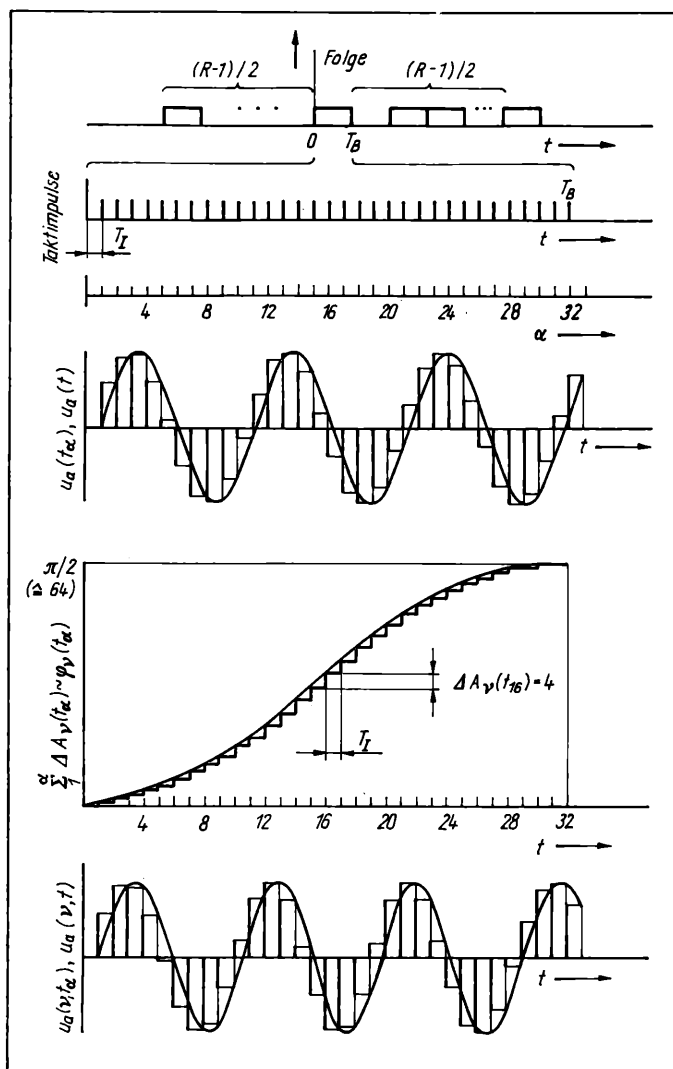 Folge
(R-1)/2 (R-1)/2
. . . ...
0 T_B t
Taktimpulse
T_B
T_I t
4 8 12 16 20 24 28 32
α
u_a(t_α), u_a(t)
t
π/2
(≙ 64)
α Σ 1 ΔA_ν(t_α)~φ_ν(t_α)
ΔA_ν(t_16)=4
T_I
4 8 12 16 20 24 28 32
t
u_a(ν,t_α), u_a(ν,t)
t